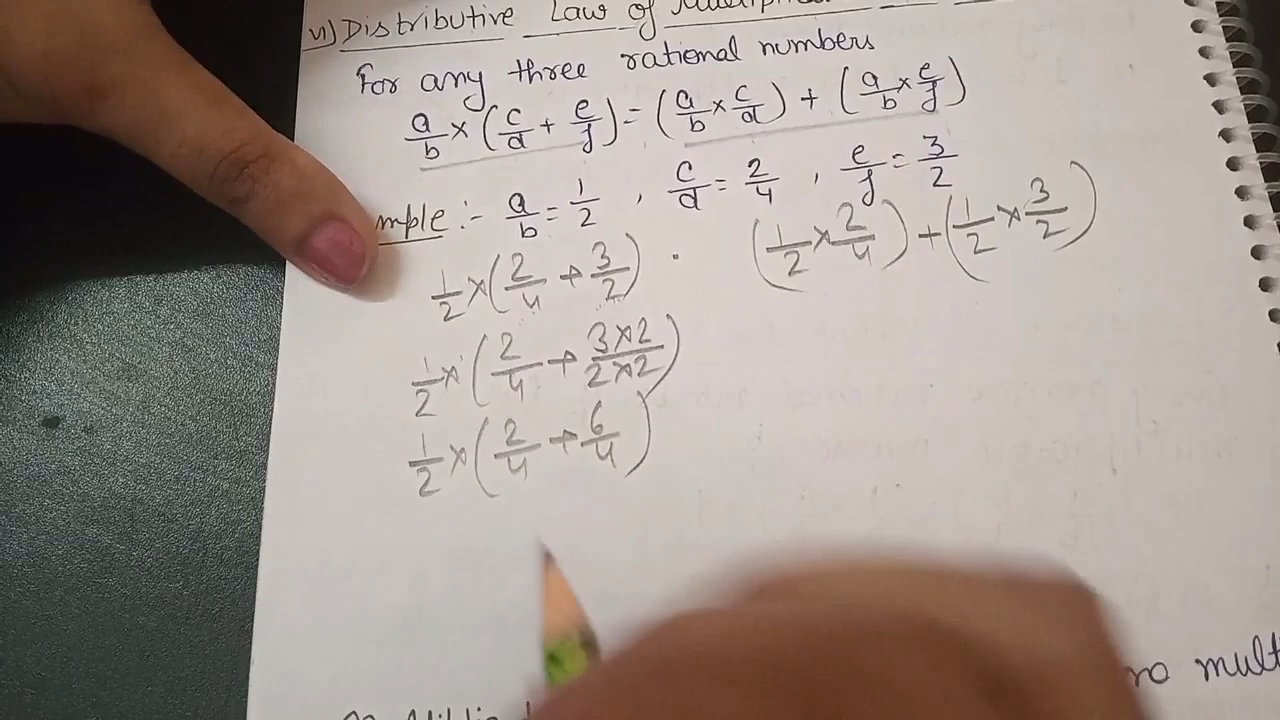 vi) Distributive Law of
For any three rational numbers
a/b × (c/d + e/f) = (a/b × c/d) + (a/b × e/f)
mple :- a/b = 1/2 , c/d = 2/4 , e/f = 3/2
1/2 × (2/4 + 3/2) . (1/2 × 2/4) + (1/2 × 3/2)
1/2 × (2/4 + 3×2/2×2)
1/2 × (2/4 + 6/4)
no mult